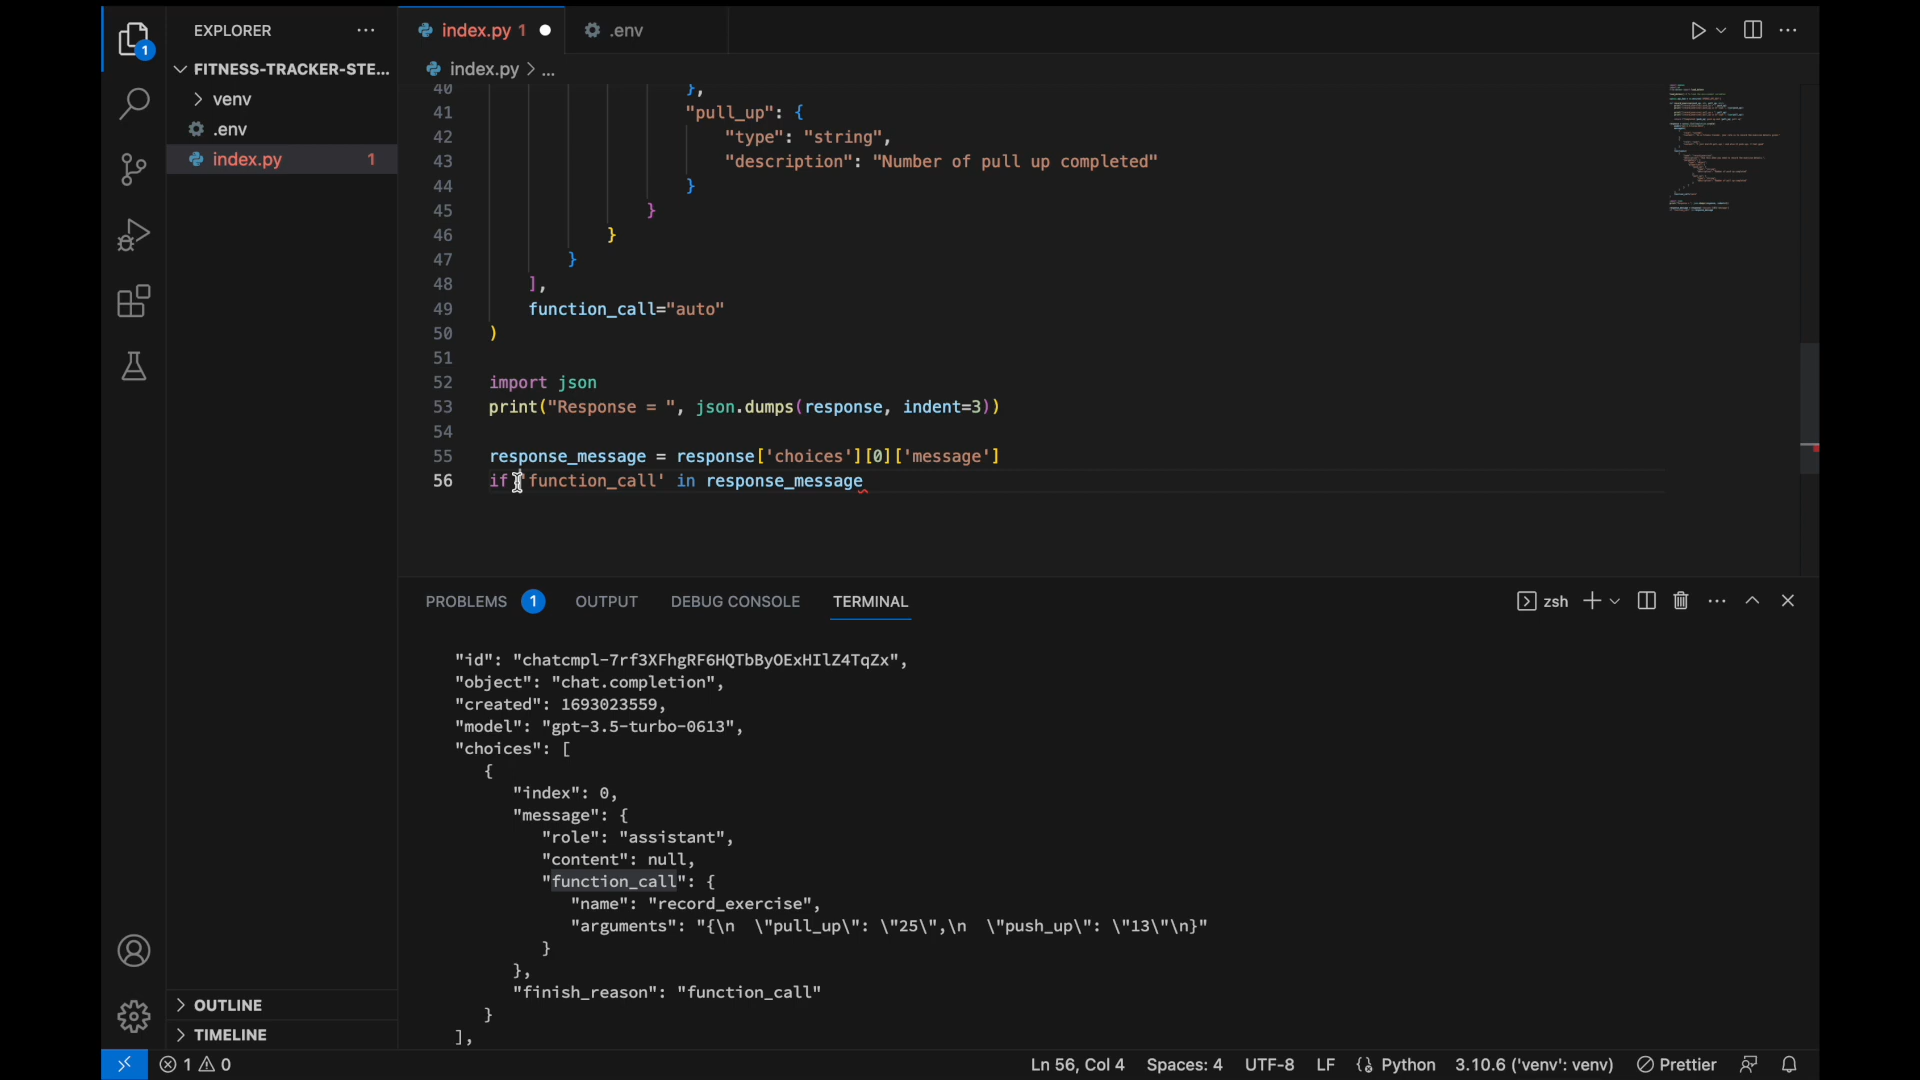 EXPLORER
1
FITNESS-TRACKER-STE...
venv
.env
index.py 1
OUTLINE
TIMELINE
index.py 1
.env
index.py > ...
40 },
41 "pull_up": {
42 "type": "string",
43 "description": "Number of pull up completed"
44 }
45 }
46 }
47 }
48 ],
49 function_call="auto"
50 )
51
52 import json
53 print("Response = ", json.dumps(response, indent=3))
54
55 response_message = response['choices'][0]['message']
56 if 'function_call' in response_message
PROBLEMS 1 OUTPUT DEBUG CONSOLE TERMINAL
zsh
"id": "chatcmpl-7rf3XFhgRF6HQTbByOExHIlZ4TqZx",
"object": "chat.completion",
"created": 1693023559,
"model": "gpt-3.5-turbo-0613",
"choices": [
{
"index": 0,
"message": {
"role": "assistant",
"content": null,
"function_call": {
"name": "record_exercise",
"arguments": "{\n  \"pull_up\": \"25\",\n  \"push_up\": \"13\"\n}"
}
},
"finish_reason": "function_call"
}
],
1 0
Ln 56, Col 4 Spaces: 4 UTF-8 LF Python 3.10.6 ('venv': venv) Prettier